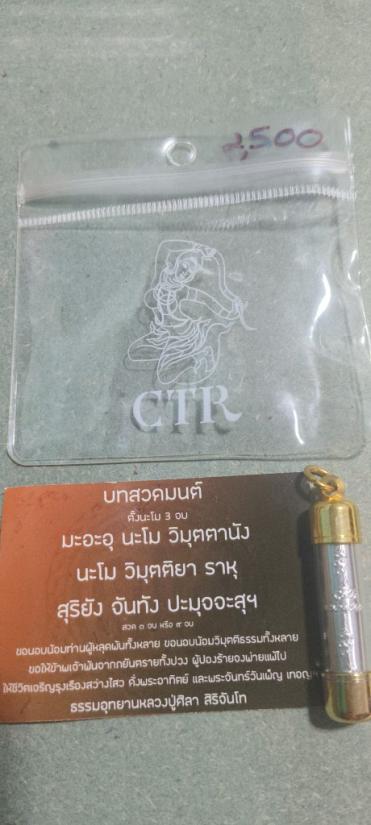 2,500
CTR
บทสวดมนต์
ตั้งนะโม 3 จบ
มะอะอุ นะโม วิมุตตานัง
นะโม วิมุตติยา ราหุ
สุริยัง จันทัง ปะมุจจะสุฯ
สวด ๓ จบ หรือ ๙ จบ
ขอนอบน้อมท่านผู้หลุดพ้นทั้งหลาย ขอนอบน้อมวิมุตติธรรมทั้งหลาย
ขอให้ข้าพเจ้าพ้นจากภยันตรายทั้งปวง ผู้ปองร้ายจงพ่ายแพ้ไป
ให้ชีวิตเจริญรุ่งเรืองสว่างไสว ดั่งพระอาทิตย์ และพระจันทร์วันเพ็ญ เทอญ
ธรรมอุทยานหลวงปู่ศิลา สิริจันโท